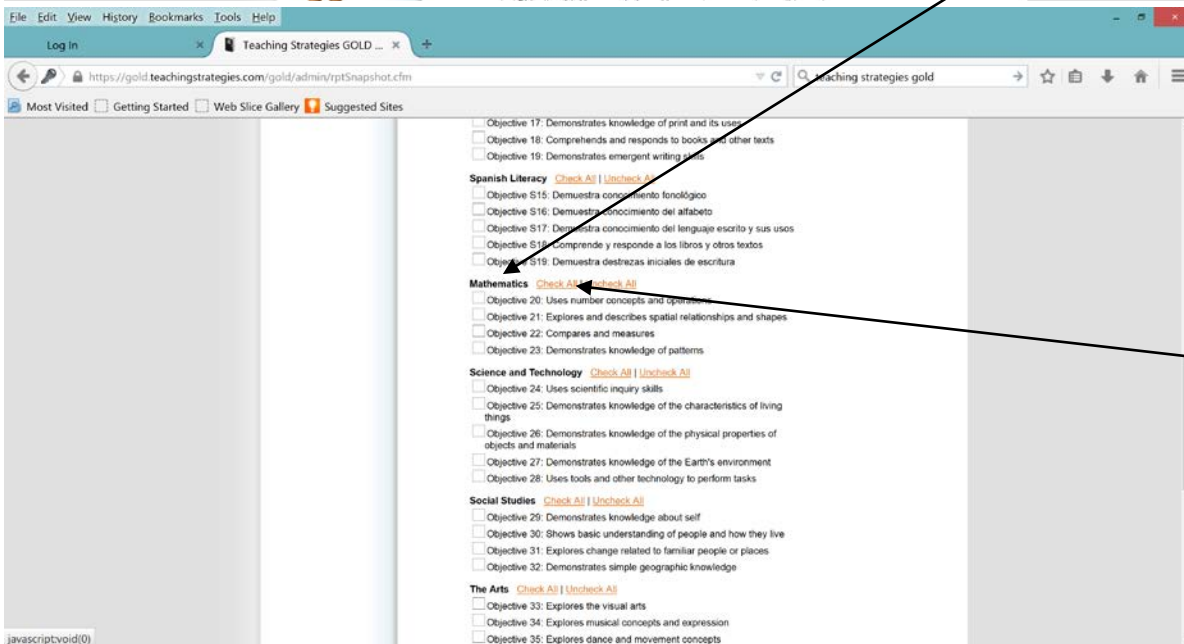 File Edit View History Bookmarks Tools Help
Log In × Teaching Strategies GOLD ... × +
https://gold.teachingstrategies.com/gold/admin/rptSnapshot.cfm teaching strategies gold
Most Visited Getting Started Web Slice Gallery Suggested Sites
Objective 17: Demonstrates knowledge of print and its uses
Objective 18: Comprehends and responds to books and other texts
Objective 19: Demonstrates emergent writing skills
Spanish Literacy Check All | Uncheck All
Objective S15: Demuestra conocimiento fonológico
Objective S16: Demuestra conocimiento del alfabeto
Objective S17: Demuestra conocimiento del lenguaje escrito y sus usos
Objective S18: Comprende y responde a los libros y otros textos
Objective S19: Demuestra destrezas iniciales de escritura
Mathematics Check All | Uncheck All
Objective 20: Uses number concepts and operations
Objective 21: Explores and describes spatial relationships and shapes
Objective 22: Compares and measures
Objective 23: Demonstrates knowledge of patterns
Science and Technology Check All | Uncheck All
Objective 24: Uses scientific inquiry skills
Objective 25: Demonstrates knowledge of the characteristics of living
things
Objective 26: Demonstrates knowledge of the physical properties of
objects and materials
Objective 27: Demonstrates knowledge of the Earth's environment
Objective 28: Uses tools and other technology to perform tasks
Social Studies Check All | Uncheck All
Objective 29: Demonstrates knowledge about self
Objective 30: Shows basic understanding of people and how they live
Objective 31: Explores change related to familiar people or places
Objective 32: Demonstrates simple geographic knowledge
The Arts Check All | Uncheck All
Objective 33: Explores the visual arts
Objective 34: Explores musical concepts and expression
Objective 35: Explores dance and movement concepts
javascript:void(0)